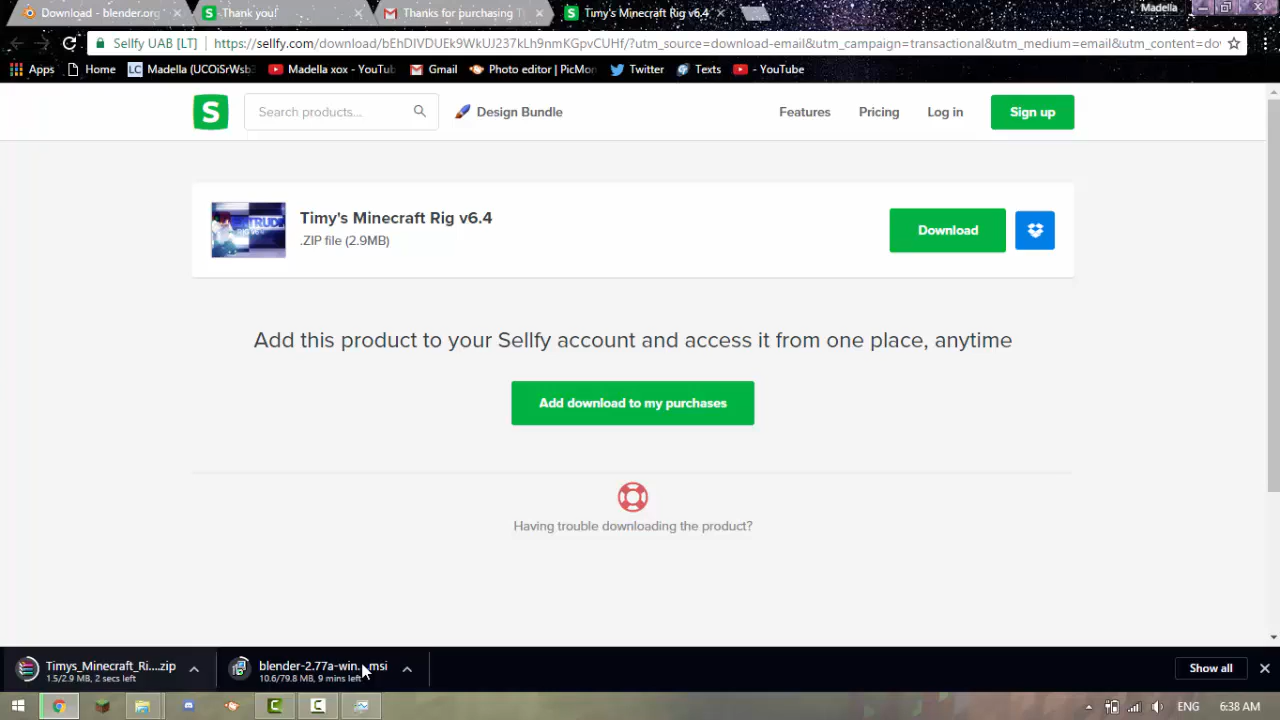 Download - blender.org
Thank you!
Thanks for purchasing T
Timy's Minecraft Rig v6.4
Madella
Sellfy UAB [LT]
https://sellfy.com/download/bEhDIVDUEk9WkUJ237kLh9nmKGpvCUHf/?utm_source=download-email&utm_campaign=transactional&utm_medium=email&utm_content=do
Apps
Home
LC Madella (UCOiSrWsb3
Madella xox - YouTub
Gmail
Photo editor | PicMon
Twitter
Texts
- YouTube
S
Search products...
Design Bundle
Features
Pricing
Log in
Sign up
Timy's Minecraft Rig v6.4
.ZIP file (2.9MB)
Download
Add this product to your Sellfy account and access it from one place, anytime
Add download to my purchases
Having trouble downloading the product?
Timys_Minecraft_Ri....zip
1.5/2.9 MB, 2 secs left
blender-2.77a-win...msi
10.6/79.8 MB, 9 mins left
Show all
ENG
6:38 AM